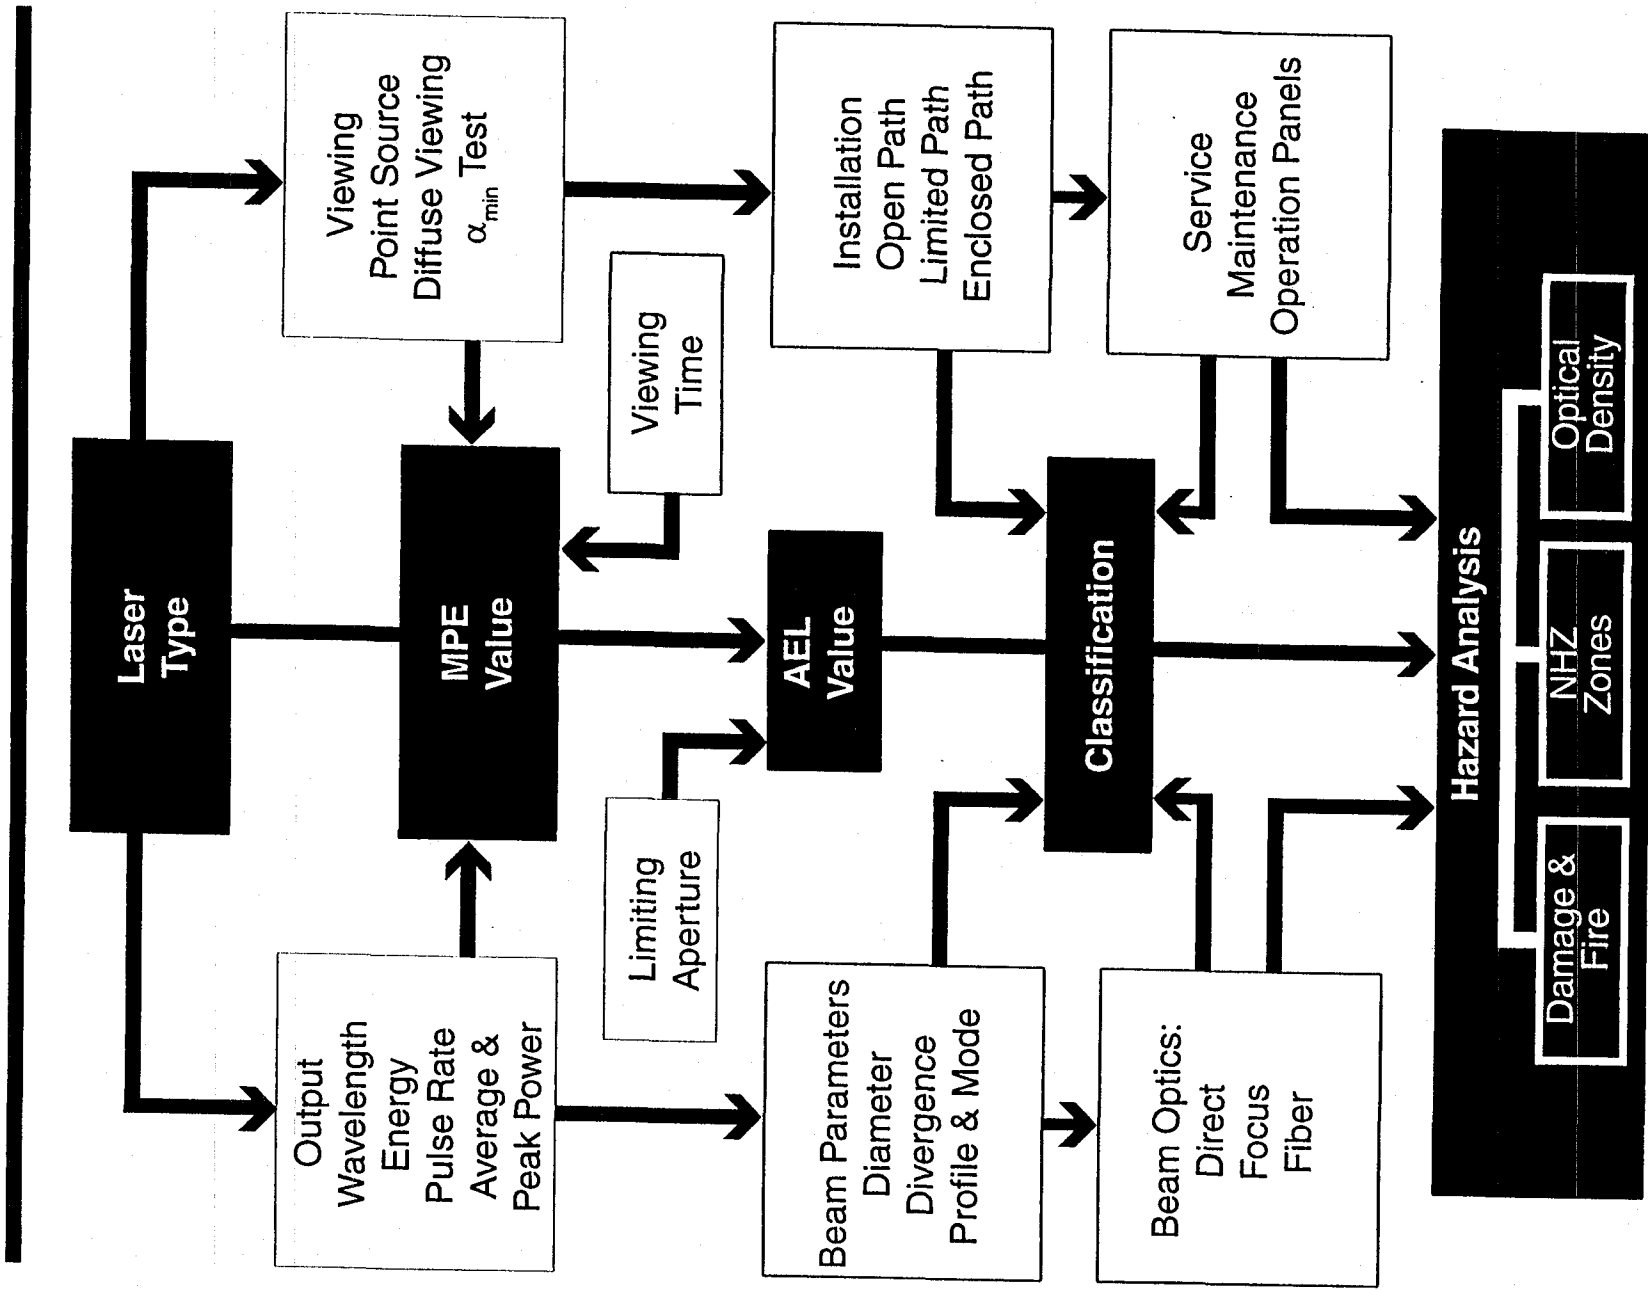 Laser
Type
Output
Wavelength
Energy
Pulse Rate
Average &
Peak Power
MPE
Value
Viewing
Point Source
Diffuse Viewing
αmin Test
Limiting
Aperture
Viewing
Time
AEL
Value
Beam Parameters
Diameter
Divergence
Profile & Mode
Installation
Open Path
Limited Path
Enclosed Path
Classification
Beam Optics:
Direct
Focus
Fiber
Service
Maintenance
Operation Panels
Hazard Analysis
Damage &
Fire
NHZ
Zones
Optical
Density